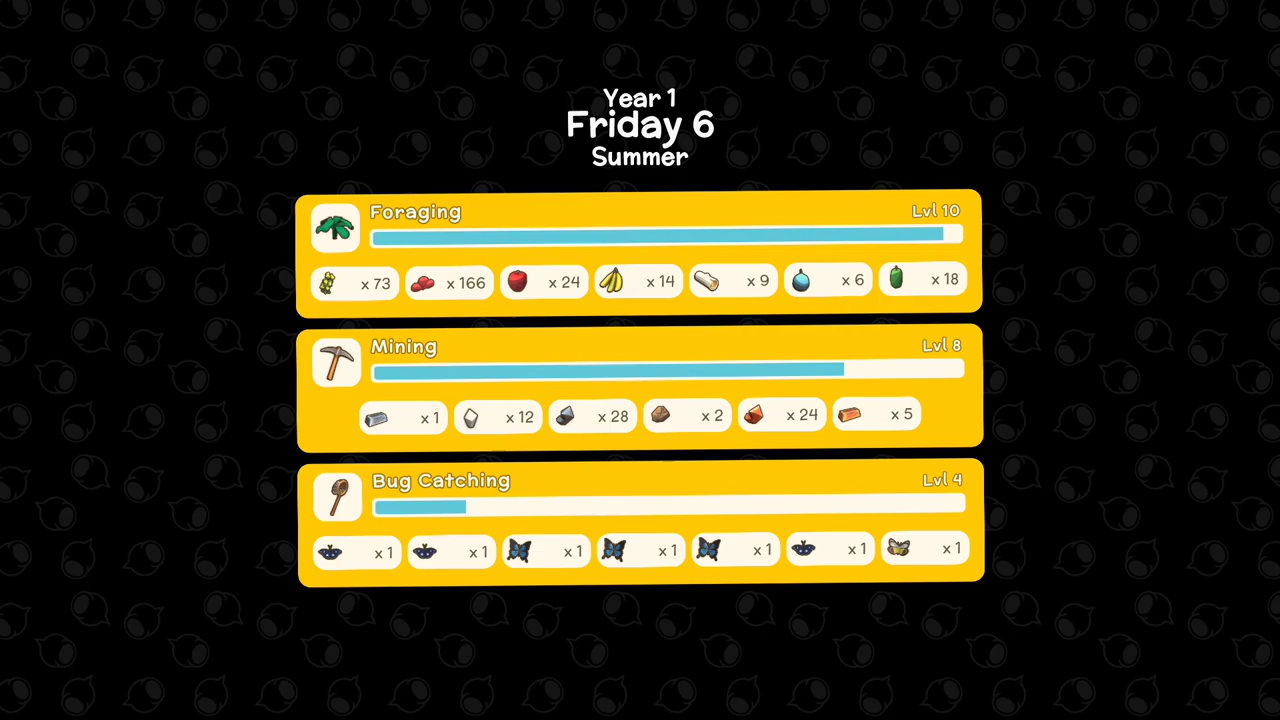 Year 1
Friday 6
Summer
Foraging Lvl 10
x 73 x 166 x 24 x 14 x 9 x 6 x 18
Mining Lvl 8
x 1 x 12 x 28 x 2 x 24 x 5
Bug Catching Lvl 4
x 1 x 1 x 1 x 1 x 1 x 1 x 1